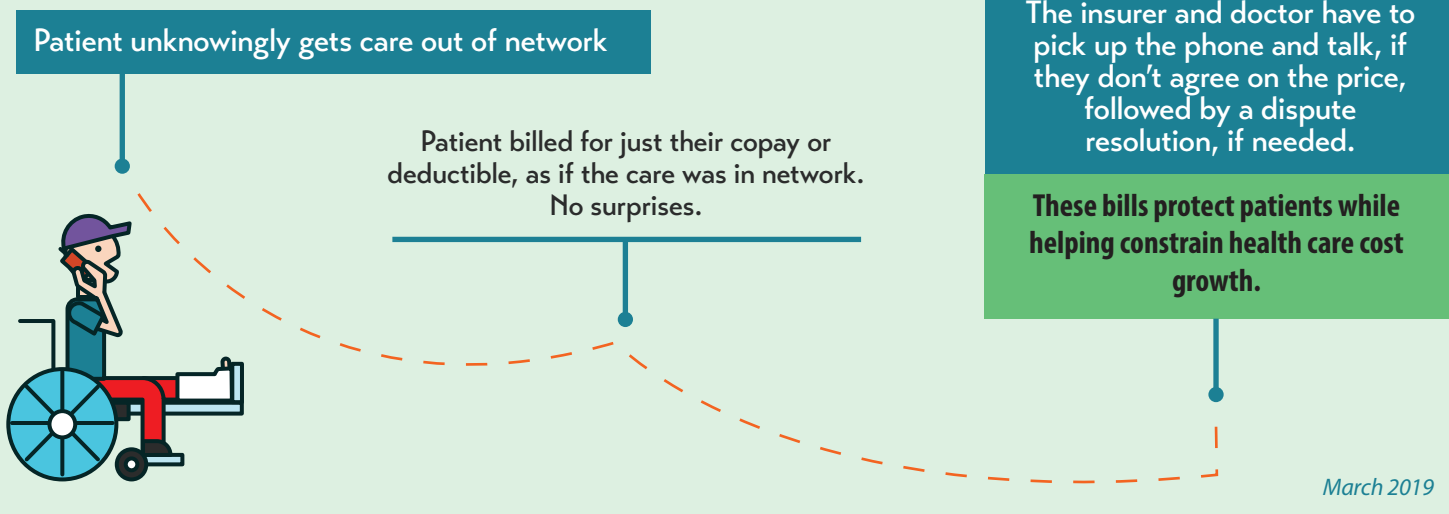 Patient unknowingly gets care out of network
Patient billed for just their copay or
deductible, as if the care was in network.
No surprises.
The insurer and doctor have to
pick up the phone and talk, if
they don't agree on the price,
followed by a dispute
resolution, if needed.
These bills protect patients while
helping constrain health care cost
growth.
March 2019